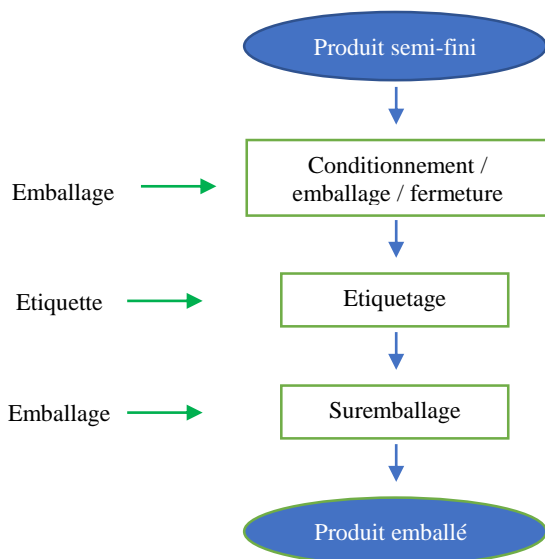 Produit semi-fini
Conditionnement /
emballage / fermeture
Emballage
Etiquetage
Etiquette
Suremballage
Emballage
Produit emballé